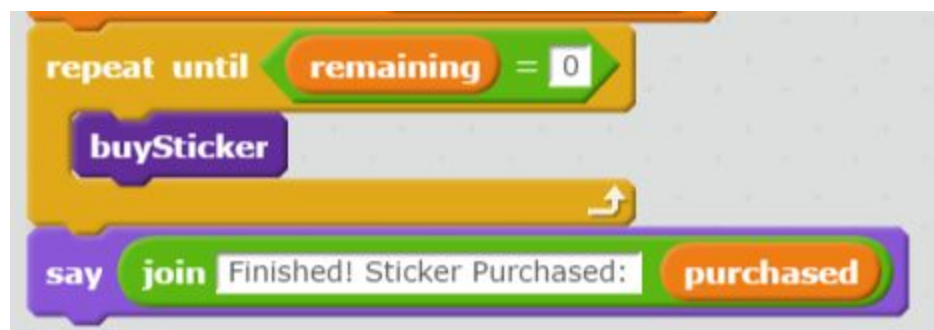 repeat until remaining = 0
buySticker
say join Finished! Sticker Purchased: purchased